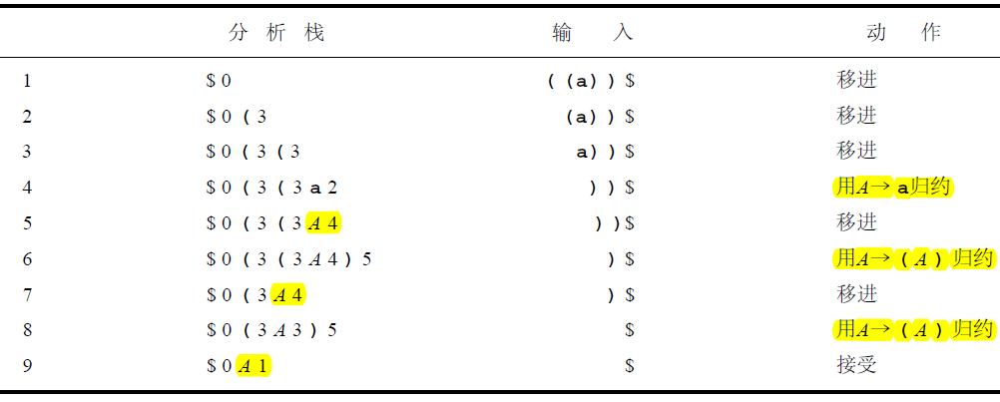 分 析 栈 输 入 动 作
1 $ 0 ( ( a ) ) $ 移进
2 $ 0 ( 3 ( a ) ) $ 移进
3 $ 0 ( 3 ( 3 a ) ) $ 移进
4 $ 0 ( 3 ( 3 a 2 ) ) $ 用A→ a归约
5 $ 0 ( 3 ( 3 A 4 ) ) $ 移进
6 $ 0 ( 3 ( 3 A 4 ) 5 ) $ 用A→ ( A ) 归约
7 $ 0 ( 3 A 4 ) $ 移进
8 $ 0 ( 3 A 3 ) 5 $ 用A→ ( A ) 归约
9 $ 0 A 1 $ 接受